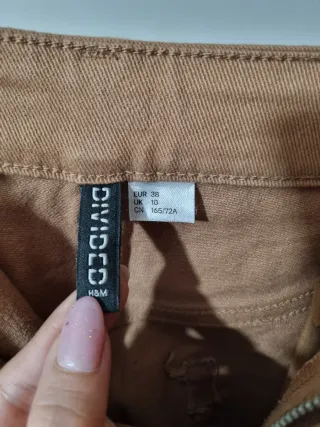 DIVIDED
H&M
EUR 38
UK 10
CN 165/72A